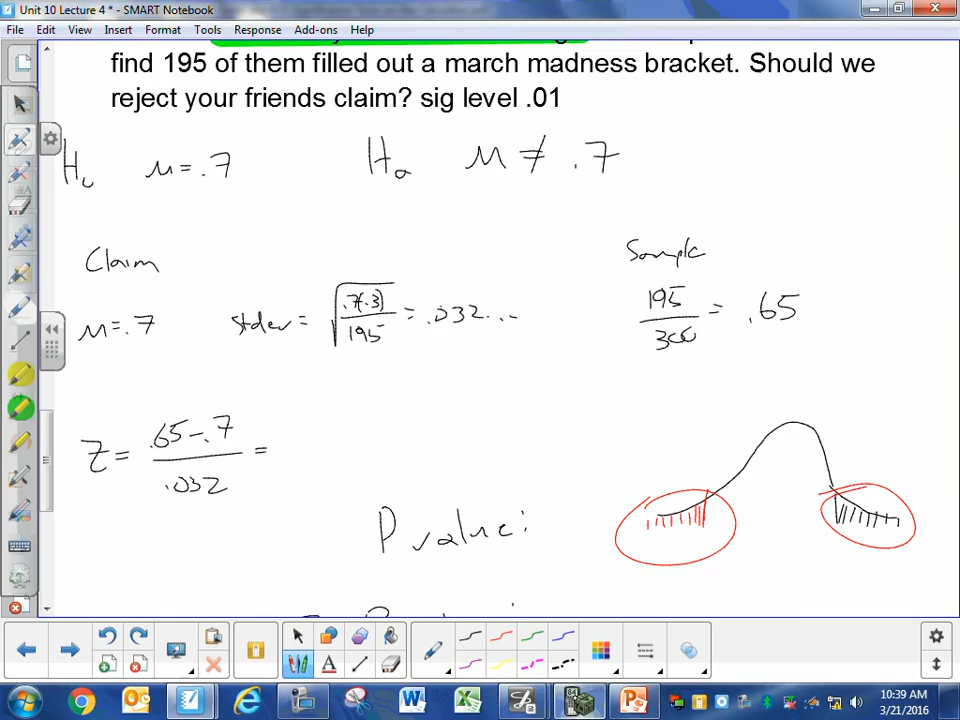 Unit 10 Lecture 4 * - SMART Notebook
File Edit View Insert Format Tools Response Add-ons Help
find 195 of them filled out a march madness bracket. Should we
reject your friends claim? sig level .01
H₀ μ = .7 Hₐ μ ≠ .7
Claim Sample
μ = .7 stdev = √(.7(.3)/195) = .032... 195/300 = .65
Z = (.65 - .7)/.032 =
P value:
A
10:39 AM
3/21/2016